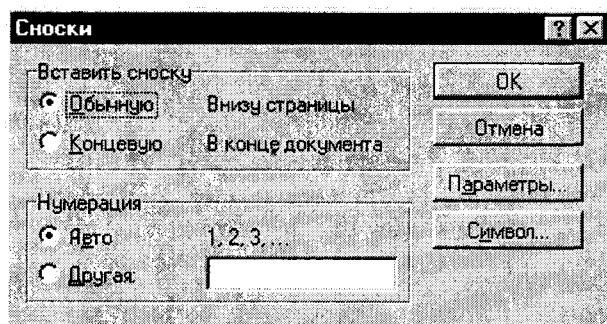 Сноски
Вставить сноску
Обычную Внизу страницы
Концевую В конце документа
Нумерация
Авто 1, 2, 3, ...
Другая:
OK
Отмена
Параметры...
Символ...